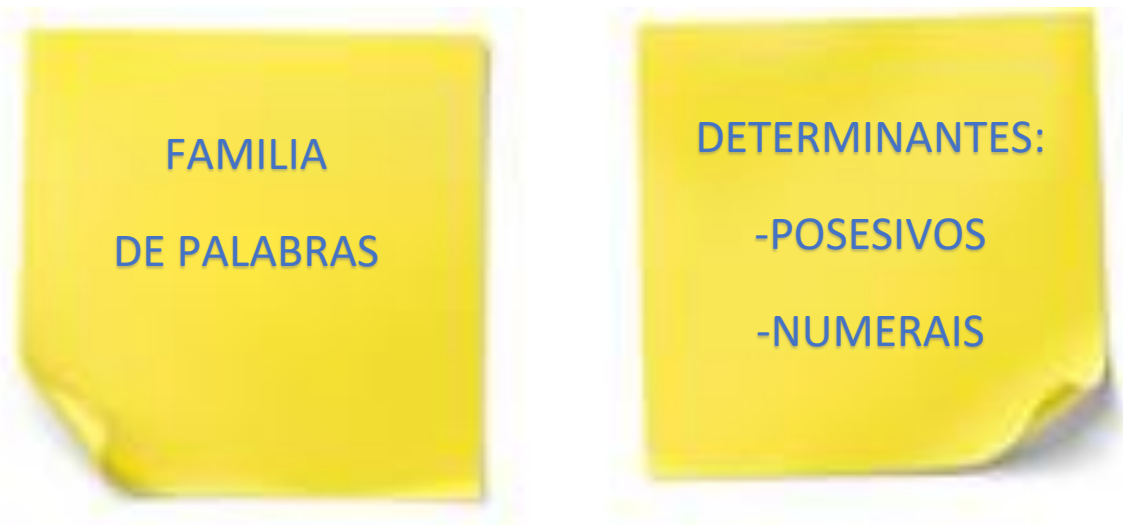 FAMILIA
DE PALABRAS
DETERMINANTES:
-POSESIVOS
-NUMERAIS